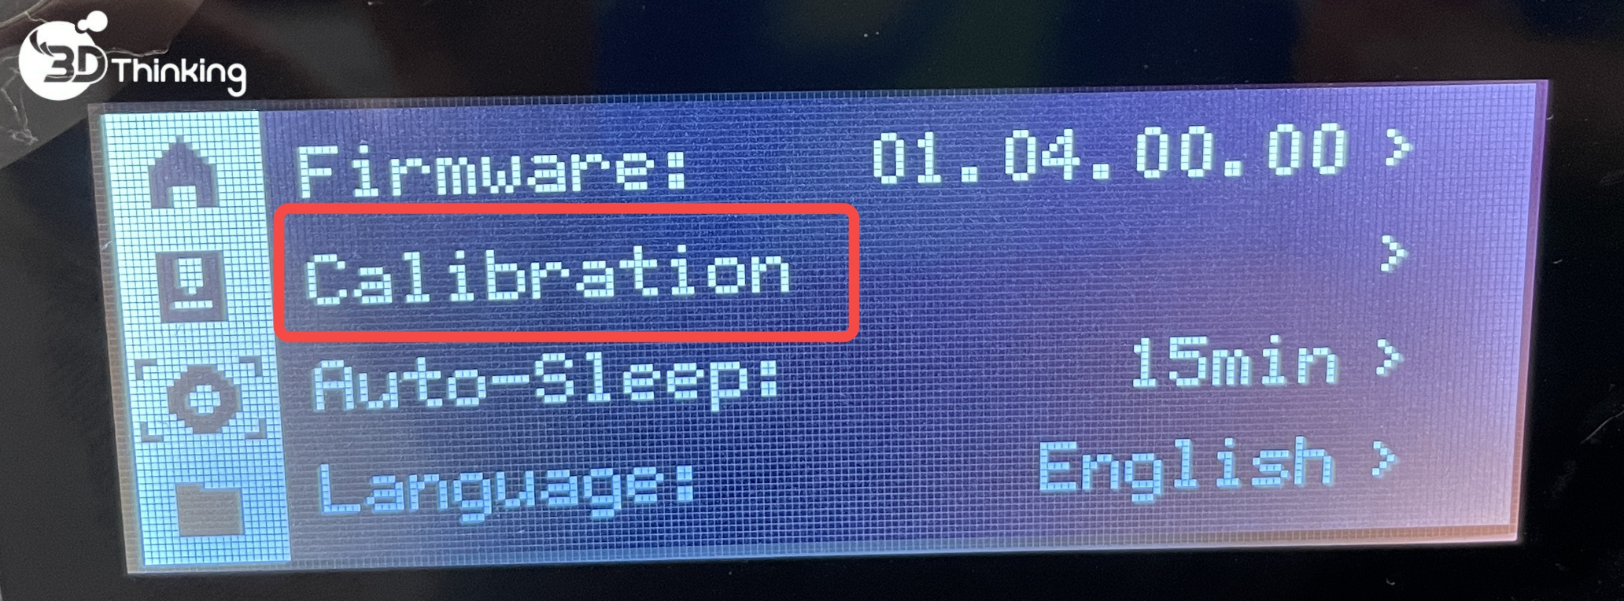 3D Thinking
Firmware: 01.04.00.00 >
Calibration >
Auto-Sleep: 15min >
Language: English >